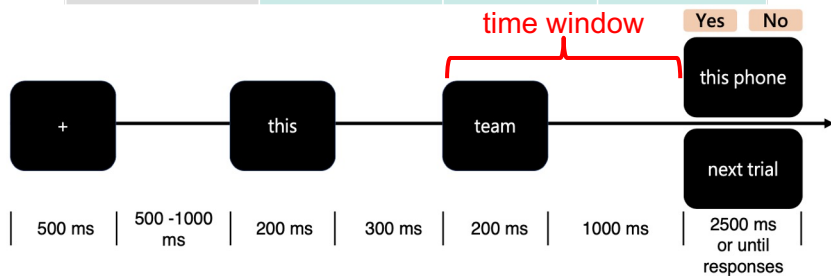 time window
Yes No
+
this
team
this phone
next trial
500 ms
500 -1000
ms
200 ms
300 ms
200 ms
1000 ms
2500 ms
or until
responses